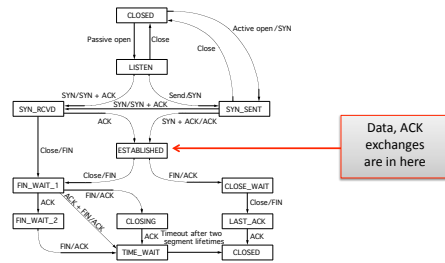 CLOSED
Active open/SYN
Passive open
Close
Close
LISTEN
SYN/SYN + ACK
Send/SYN
SYN_RCVD
SYN/SYN + ACK
SYN_SENT
ACK
SYN + ACK/ACK
Data, ACK
exchanges
are in here
Close/FIN
ESTABLISHED
Close/FIN
FIN/ACK
FIN_WAIT_1
CLOSE_WAIT
ACK
ACK + FIN/ACK
FIN/ACK
Close/FIN
FIN_WAIT_2
CLOSING
LAST_ACK
ACK
Timeout after two
segment lifetimes
ACK
FIN/ACK
TIME_WAIT
CLOSED